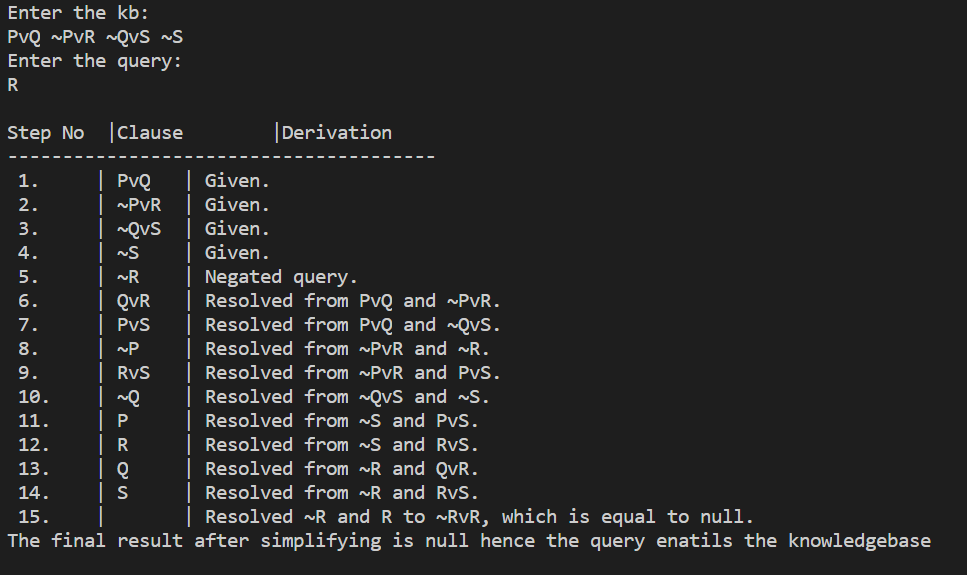 Enter the kb:
PvQ ~PvR ~QvS ~S
Enter the query:
R
Step No |Clause |Derivation
---------------------------------------
1. | PvQ | Given.
2. | ~PvR | Given.
3. | ~QvS | Given.
4. | ~S | Given.
5. | ~R | Negated query.
6. | QvR | Resolved from PvQ and ~PvR.
7. | PvS | Resolved from PvQ and ~QvS.
8. | ~P | Resolved from ~PvR and ~R.
9. | RvS | Resolved from ~PvR and PvS.
10. | ~Q | Resolved from ~QvS and ~S.
11. | P | Resolved from ~S and PvS.
12. | R | Resolved from ~S and RvS.
13. | Q | Resolved from ~R and QvR.
14. | S | Resolved from ~R and RvS.
15. | | Resolved ~R and R to ~RvR, which is equal to null.
The final result after simplifying is null hence the query enatils the knowledgebase